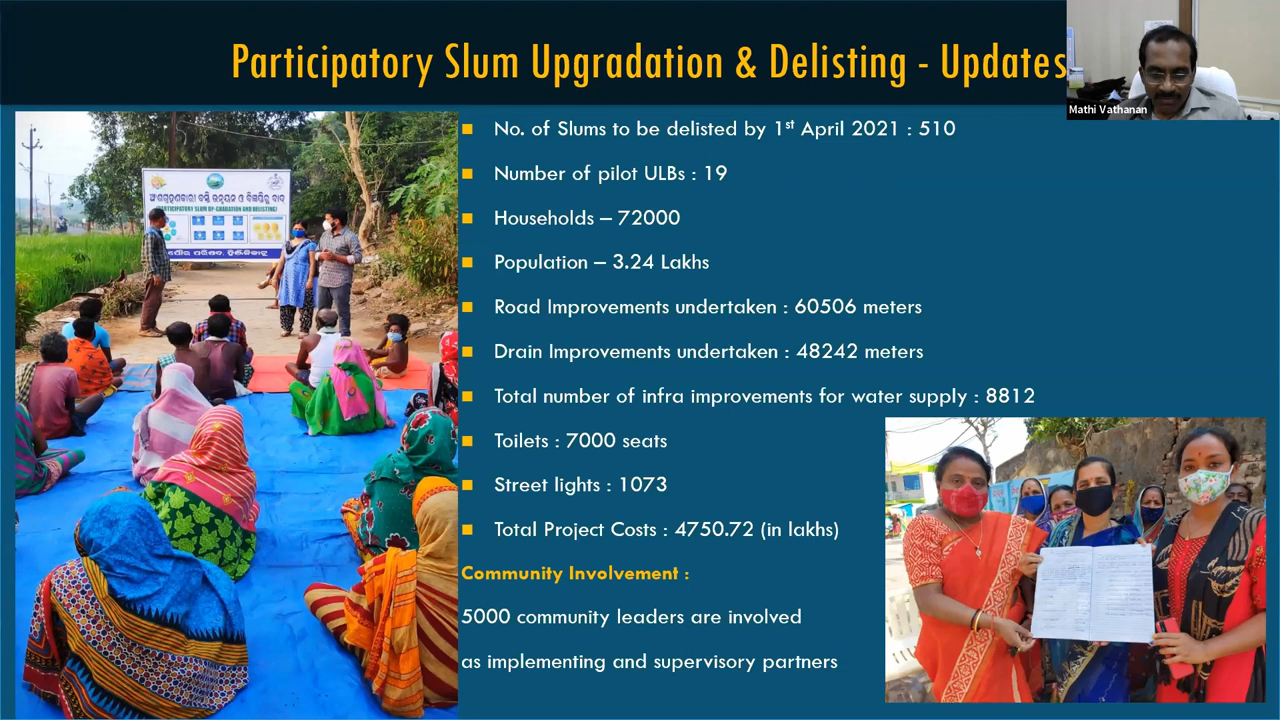 Participatory Slum Upgradation & Delisting - Updates
Mathi Vathanan
No. of Slums to be delisted by 1st April 2021 : 510
Number of pilot ULBs : 19
Households – 72000
Population – 3.24 Lakhs
Road Improvements undertaken : 60506 meters
Drain Improvements undertaken : 48242 meters
Total number of infra improvements for water supply : 8812
Toilets : 7000 seats
Street lights : 1073
Total Project Costs : 4750.72 (in lakhs)
Community Involvement :
5000 community leaders are involved
as implementing and supervisory partners
(PARTICIPATORY SLUM UP-GRADATION AND DELISTING)